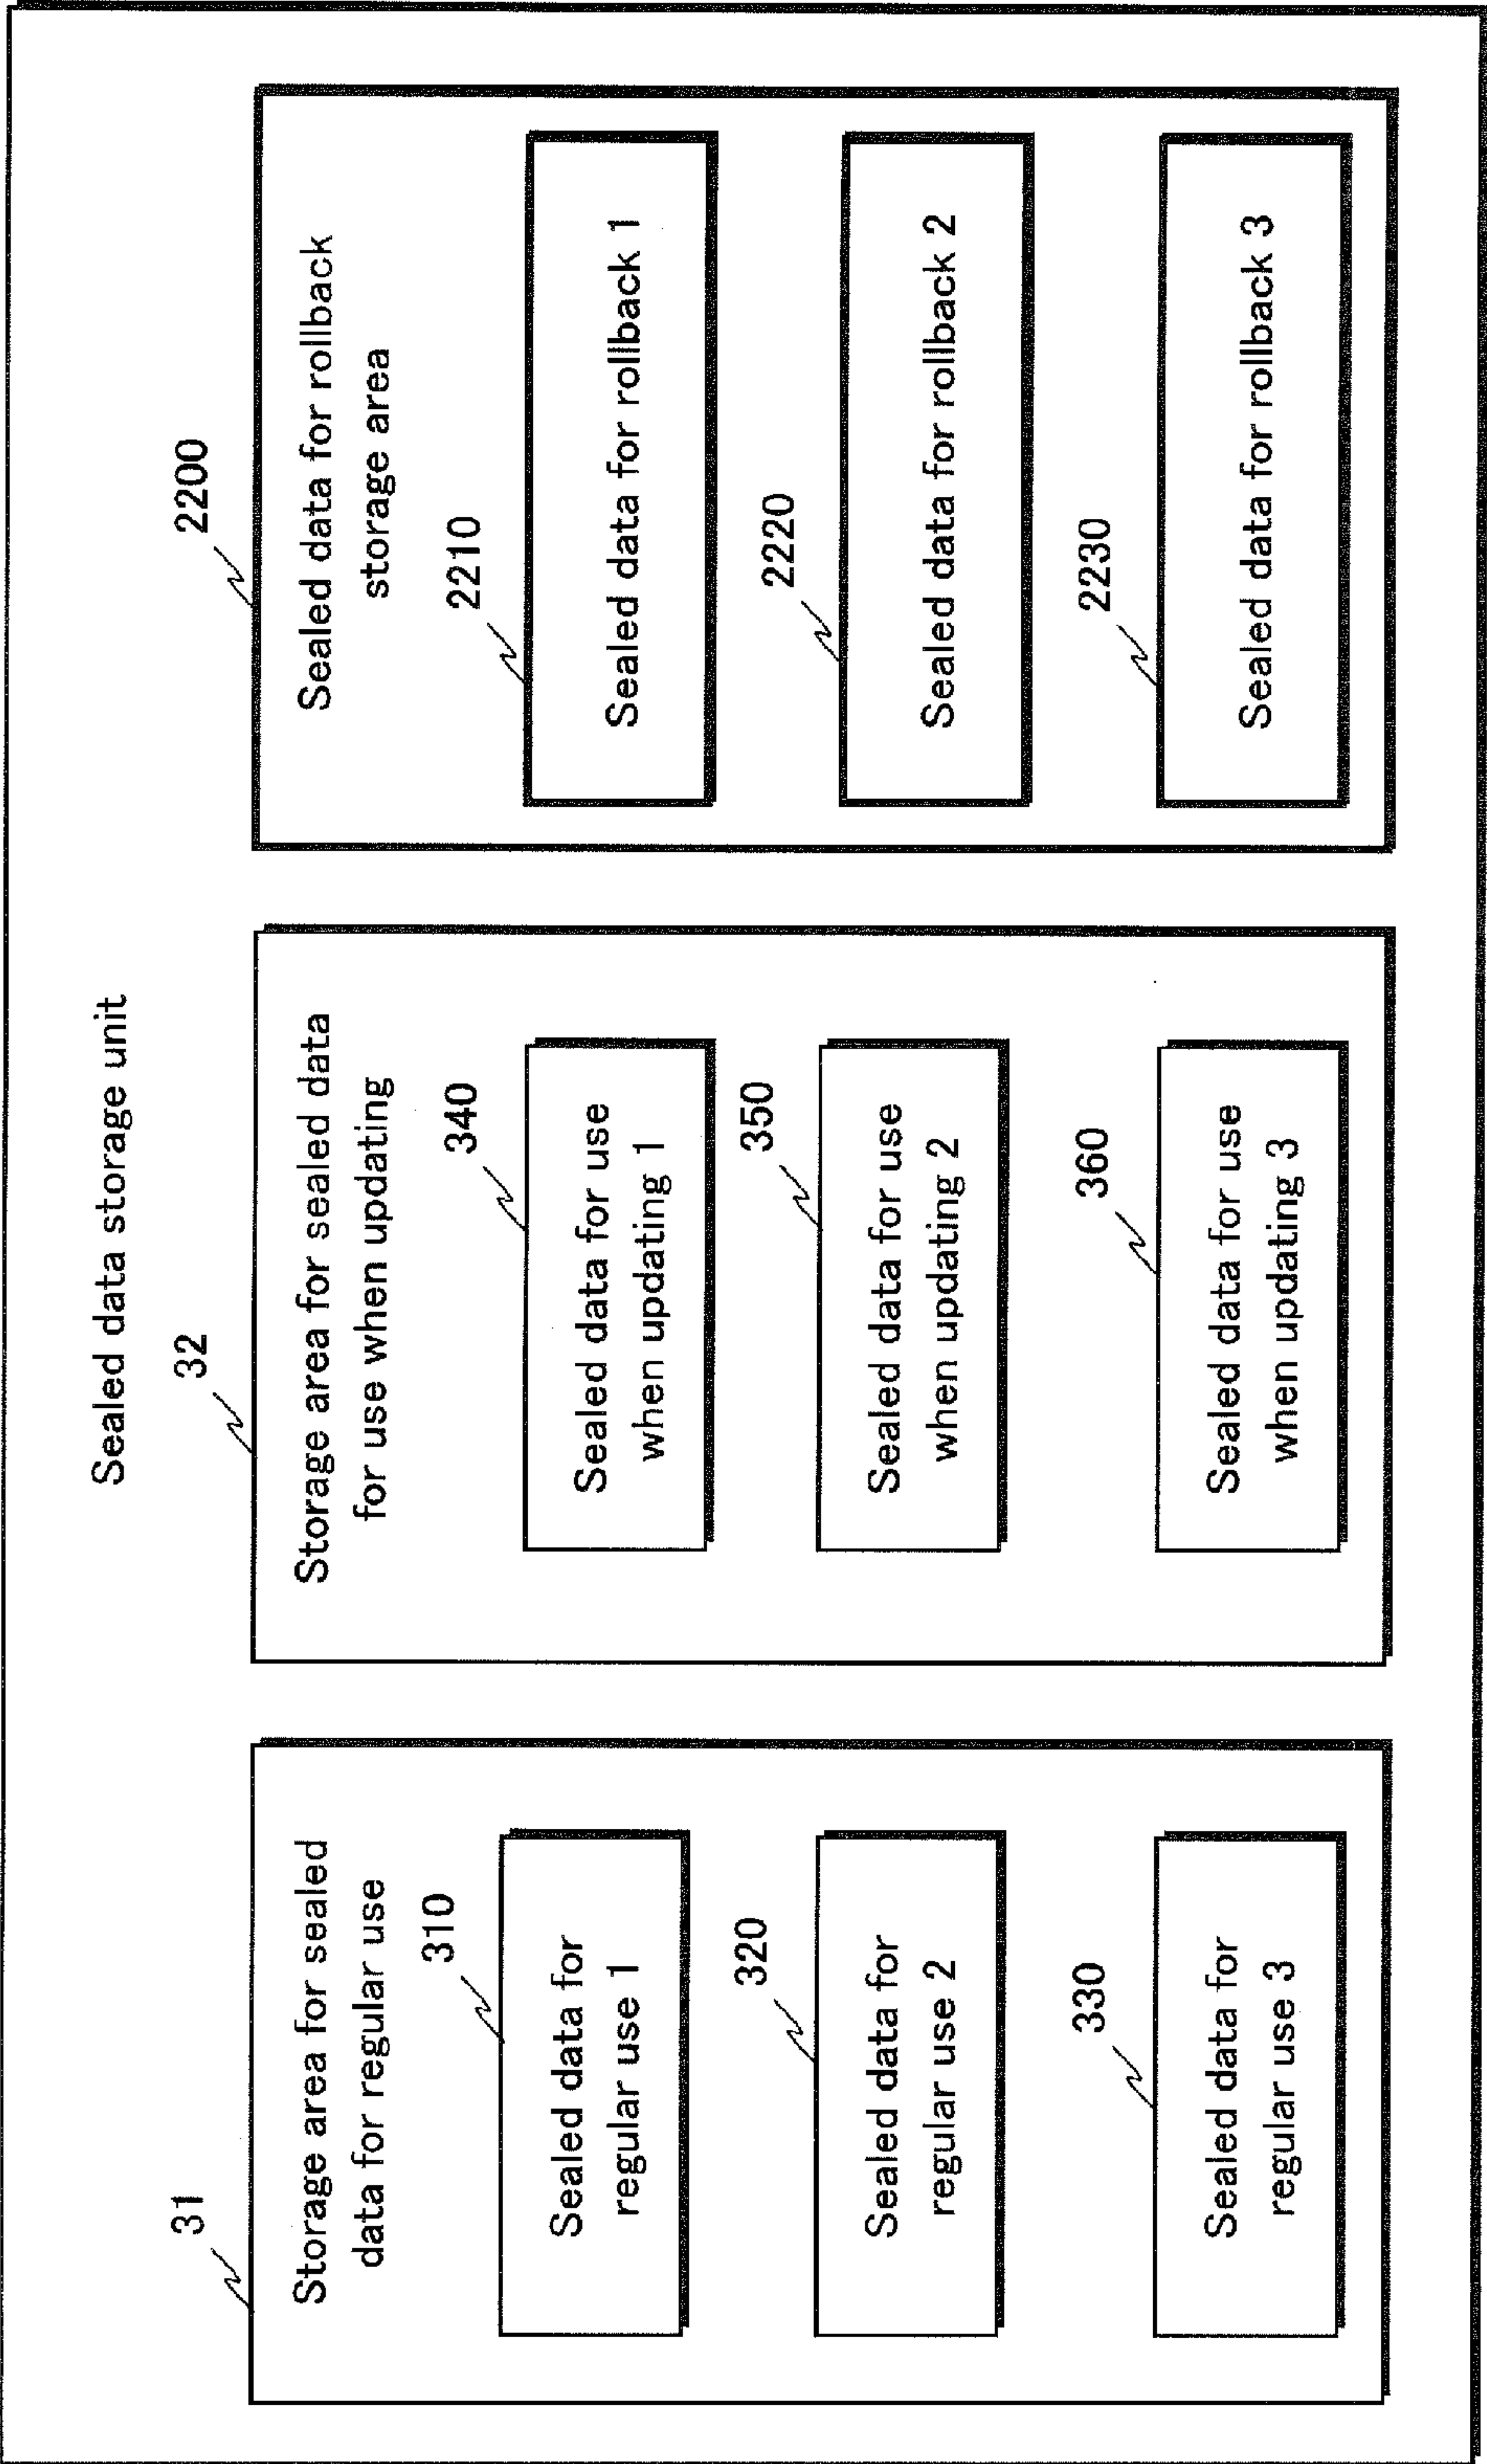 Sealed data storage unit
31
Storage area for sealed
data for regular use
310
Sealed data for
regular use 1
320
Sealed data for
regular use 2
330
Sealed data for
regular use 3
32
Storage area for sealed data
for use when updating
340
Sealed data for use
when updating 1
350
Sealed data for use
when updating 2
360
Sealed data for use
when updating 3
2200
Sealed data for rollback
storage area
2210
Sealed data for rollback 1
2220
Sealed data for rollback 2
2230
Sealed data for rollback 3